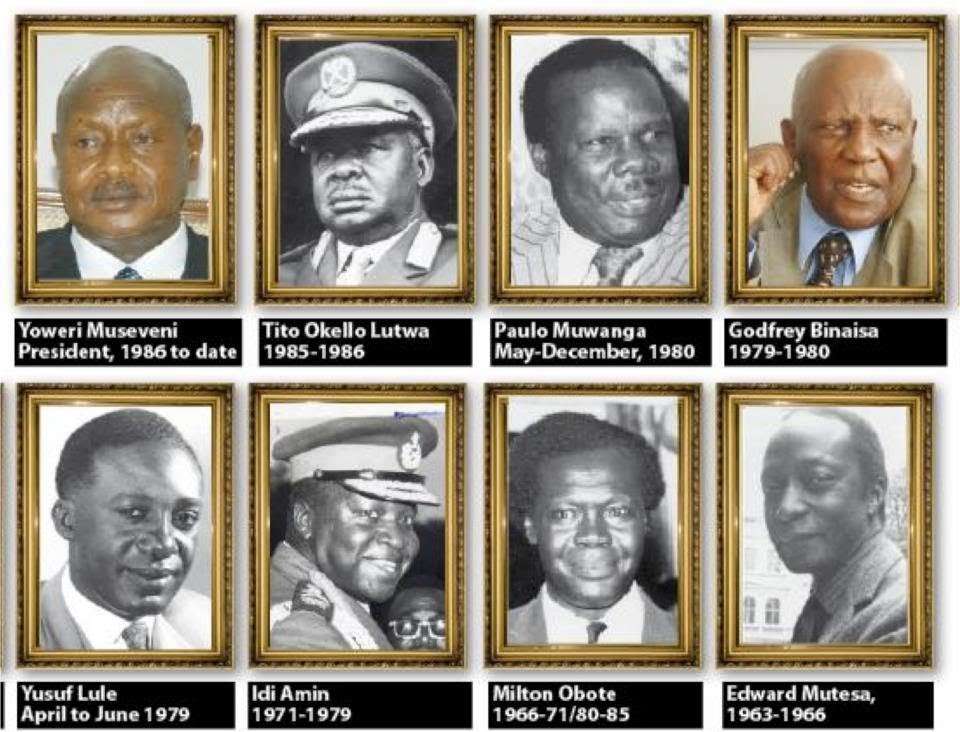 Yoweri Museveni
President, 1986 to date
Tito Okello Lutwa
1985-1986
Paulo Muwanga
May-December, 1980
Godfrey Binaisa
1979-1980
Yusuf Lule
April to June 1979
Idi Amin
1971-1979
Milton Obote
1966-71/80-85
Edward Mutesa,
1963-1966